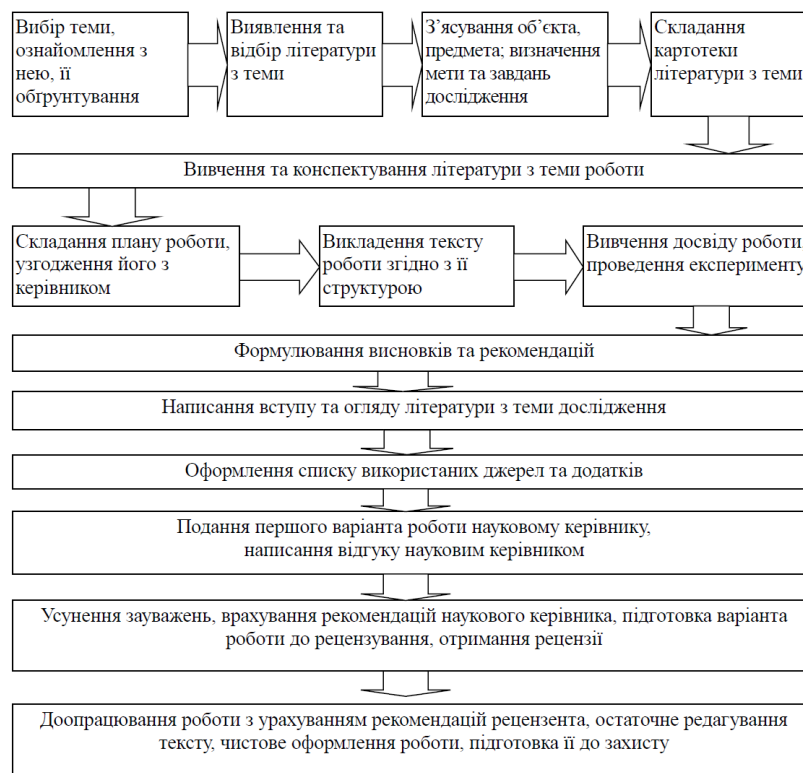 Вибір теми,
ознайомлення з
нею, її
обґрунтування
Виявлення та
відбір літератури
з теми
З’ясування об’єкта,
предмета; визначення
мети та завдань
дослідження
Складання
картотеки
літератури з теми
Вивчення та конспектування літератури з теми роботи
Складання плану роботи,
узгодження його з
керівником
Викладення тексту
роботи згідно з її
структурою
Вивчення досвіду роботи,
проведення експерименту
Формулювання висновків та рекомендацій
Написання вступу та огляду літератури з теми дослідження
Оформлення списку використаних джерел та додатків
Подання першого варіанта роботи науковому керівнику,
написання відгуку науковим керівником
Усунення зауважень, врахування рекомендацій наукового керівника, підготовка варіанта
роботи до рецензування, отримання рецензії
Доопрацювання роботи з урахуванням рекомендацій рецензента, остаточне редагування
тексту, чистове оформлення роботи, підготовка її до захисту